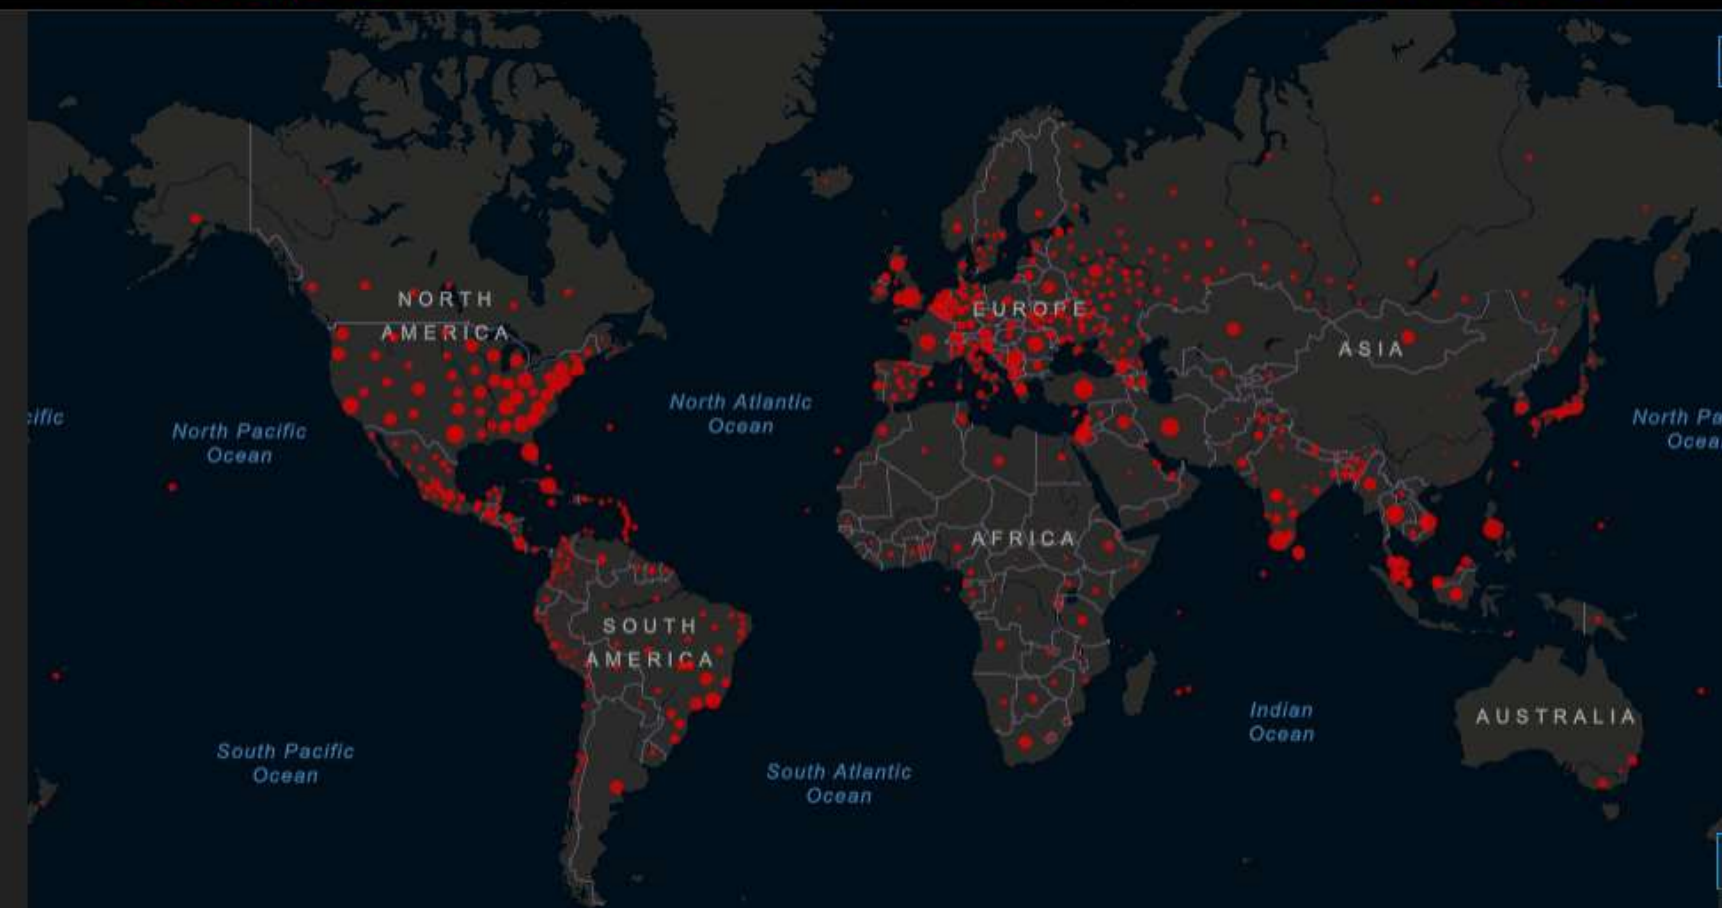 NORTH
AMERICA
EUROPE
ASIA
North Atlantic
Ocean
North Pacific
Ocean
cific
North Pa
Ocea
AFRICA
SOUTH
AMERICA
Indian
Ocean
AUSTRALIA
South Pacific
Ocean
South Atlantic
Ocean